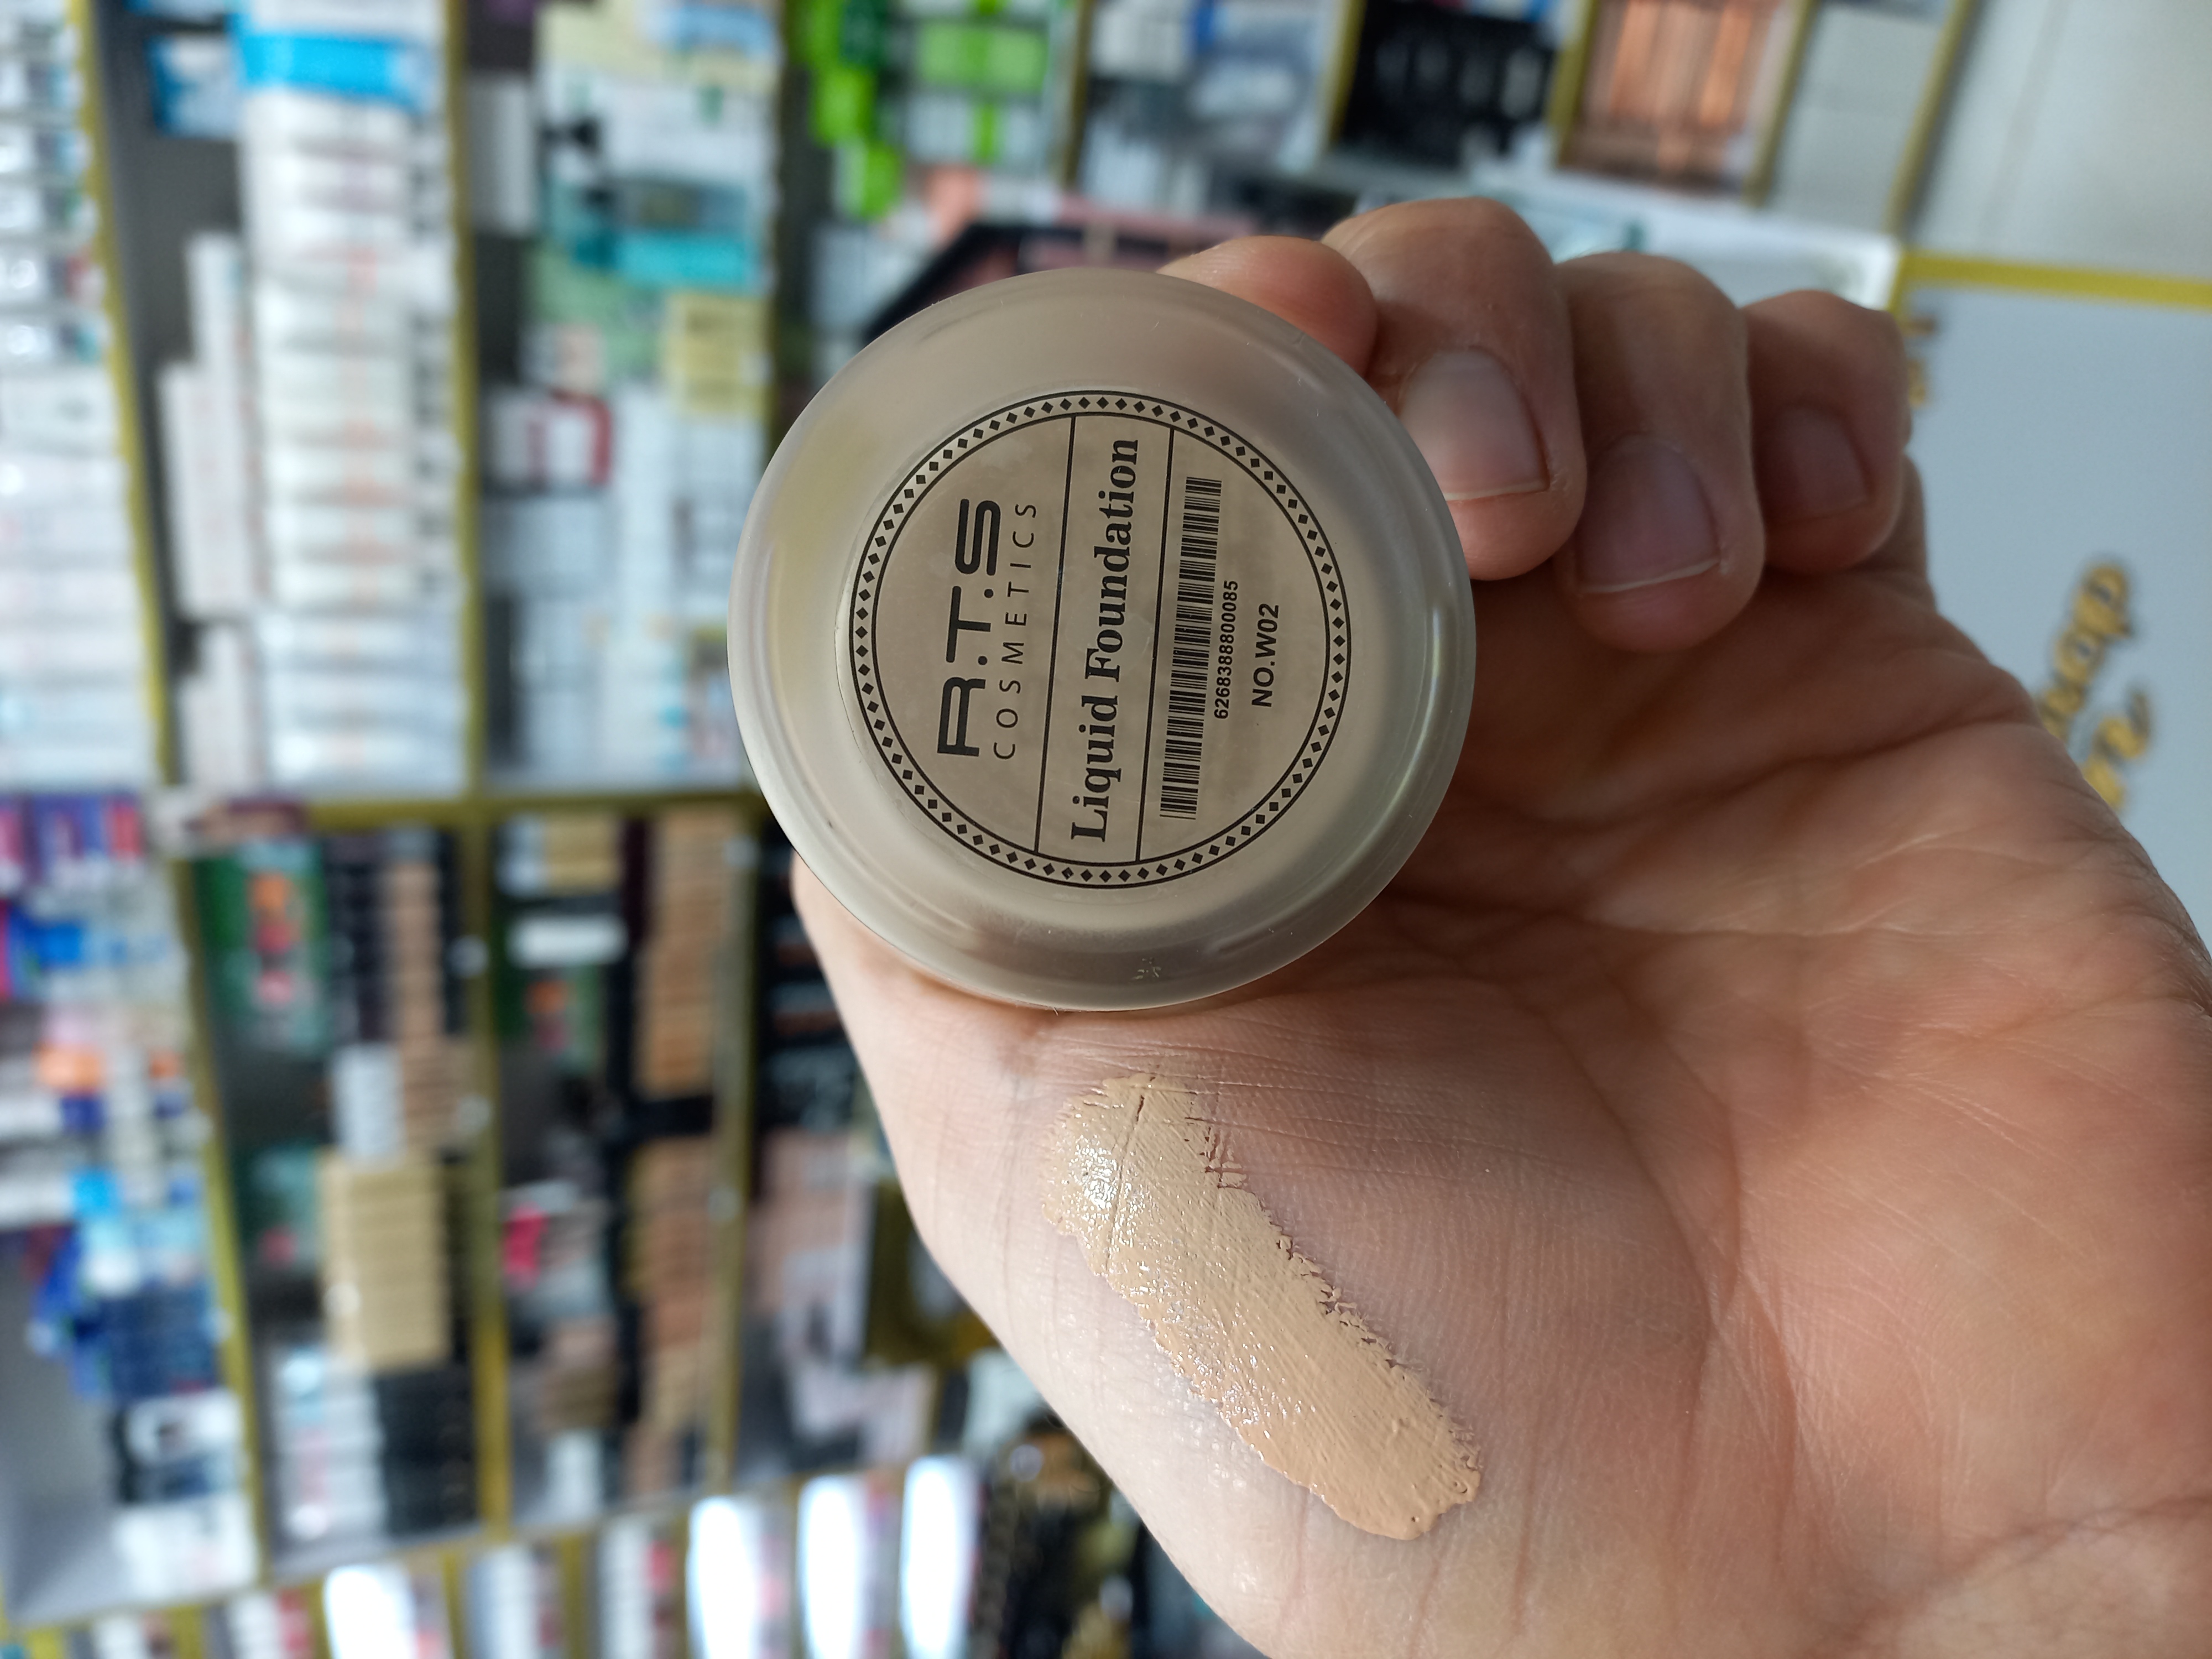 R.T.S
COSMETICS
Liquid Foundation
6268388800085
NO.W02